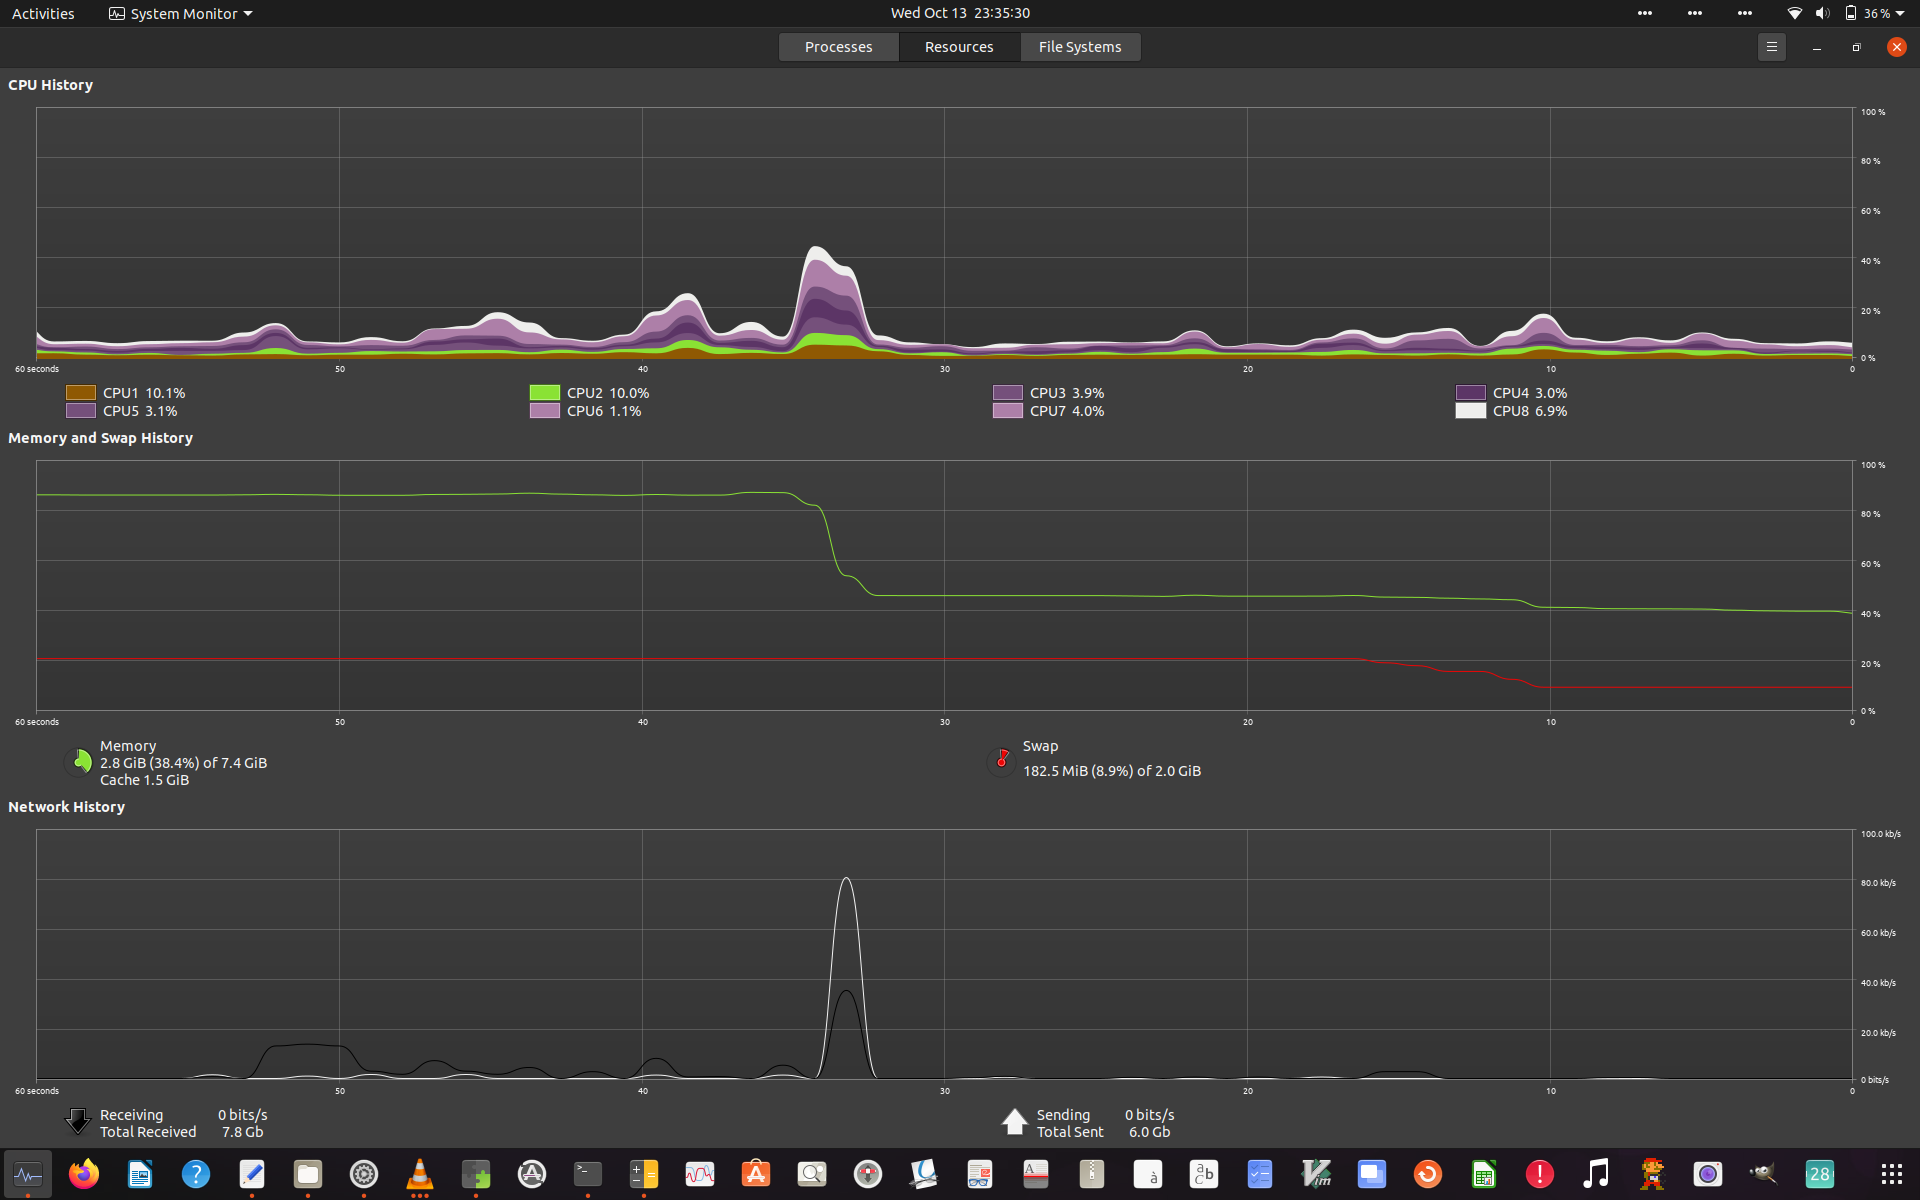 Activities System Monitor Wed Oct 13 23:35:30 36 %
Processes Resources File Systems
CPU History
100 %
80 %
60 %
40 %
20 %
0 %
60 seconds 50 40 30 20 10 0
CPU1 10.1% CPU2 10.0% CPU3 3.9% CPU4 3.0%
CPU5 3.1% CPU6 1.1% CPU7 4.0% CPU8 6.9%
Memory and Swap History
100 %
80 %
60 %
40 %
20 %
0 %
60 seconds 50 40 30 20 10 0
Memory Swap
2.8 GiB (38.4%) of 7.4 GiB 182.5 MiB (8.9%) of 2.0 GiB
Cache 1.5 GiB
Network History
100.0 kb/s
80.0 kb/s
60.0 kb/s
40.0 kb/s
20.0 kb/s
0 bits/s
60 seconds 50 40 30 20 10 0
Receiving 0 bits/s Sending 0 bits/s
Total Received 7.8 Gb Total Sent 6.0 Gb
? >_ A A à ab c Vim ! 28